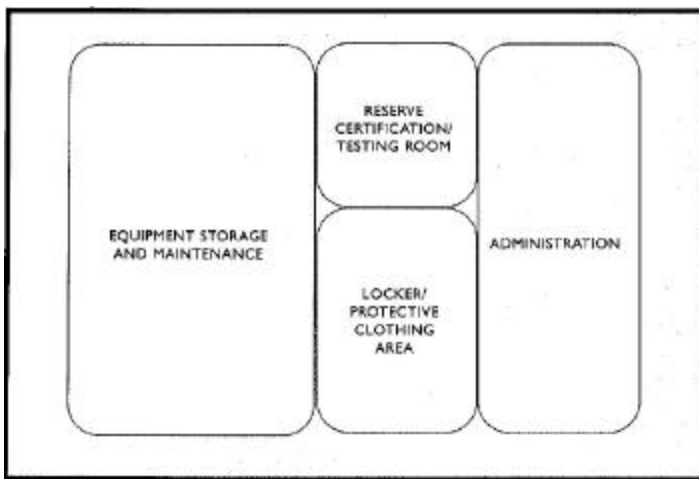 RESERVE
CERTIFICATION/
TESTING ROOM
EQUIPMENT STORAGE
AND MAINTENANCE
ADMINISTRATION
LOCKER/
PROTECTIVE
CLOTHING
AREA